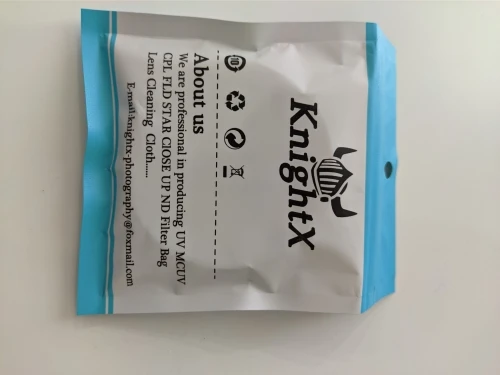 KnightX
10
About us
We are professional in producing UV MCUV
CPL FLD STAR ClOSE UP ND Filter Bag
Lens Cleaning Cloth......
E-mail:knightx-photography@foxmail.com